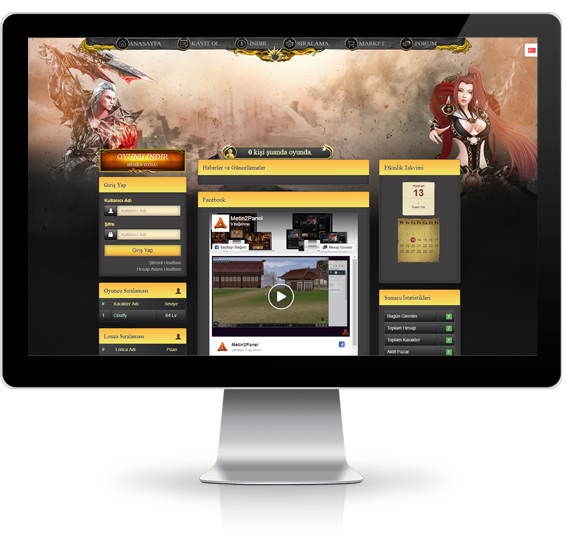 ANASAYFA
KAYIT OL
İNDİR
SIRALAMA
MARKET
FORUM
OYUNU İNDİR
0 kişi şuanda oyunda.
Giriş Yap
Kullanıcı Adı
Kullanıcı Adı
Şifre
Kullanıcı Adı
Giriş Yap
Şifremi Unuttum
Hesap Adımı Unuttum
Oyuncu Sıralaması
# Karakter Adı Seviye
64 Lv
Lonca Sıralaması
# Lonca Adı Puan
Haberler ve Güncellemeler
Facebook
Metin2Panel
Sayfayı Beğen
Mesaj Gönder
Metin2Panel
Etkinlik Takvimi
Haziran
13
Sunucu İstatistikleri
Bugün Girenler
Toplam Hesap
Toplam Karakter
Aktif Pazar